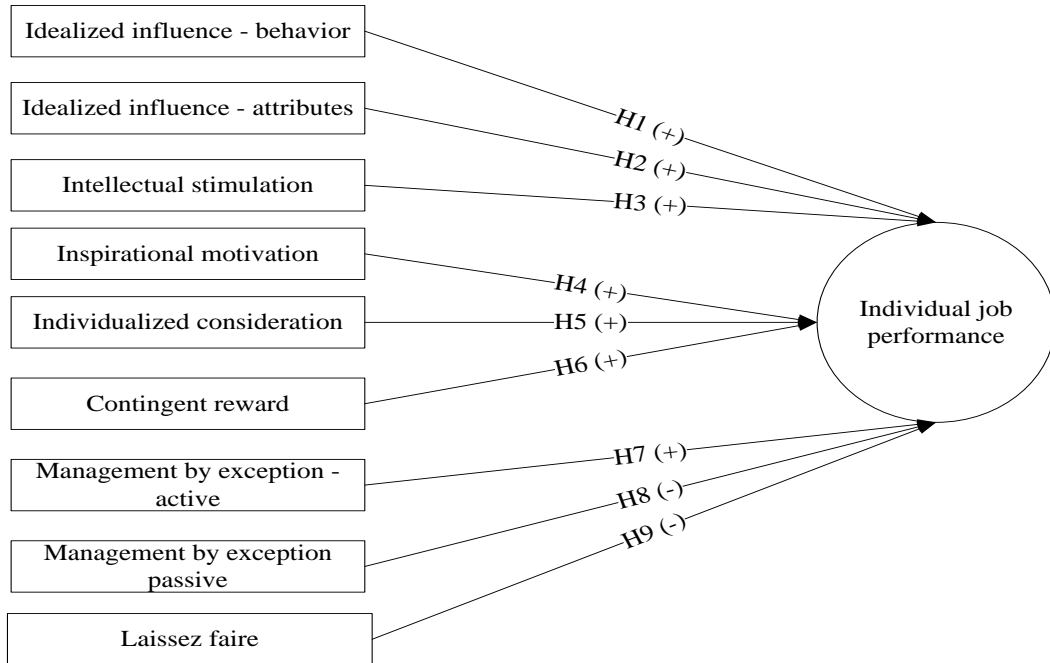 Idealized influence - behavior
Idealized influence - attributes
Intellectual stimulation
Inspirational motivation
Individualized consideration
Contingent reward
Management by exception -
active
Management by exception
passive
Laissez faire
H1 (+)
H2 (+)
H3 (+)
H4 (+)
H5 (+)
H6 (+)
H7 (+)
H8 (-)
H9 (-)
Individual job
performance